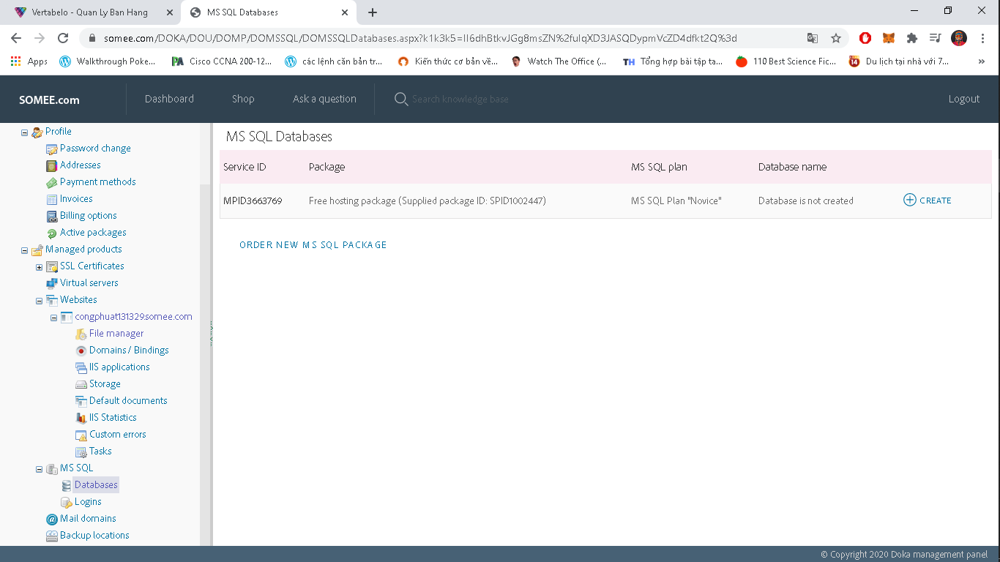 Vertabelo - Quan Ly Ban Hang
MS SQL Databases
somee.com/DOKA/DOU/DOMP/DOMSSQL/DOMSSQLDatabases.aspx?k1k3k5=II6dhBtkvJGq8msZN%2fulqXD3JASQDypmVcZD4dfkt2Q%3d
Apps
Walkthrough Poke...
Cisco CCNA 200-12...
các lệnh căn bản tr...
Kiến thức cơ bản về...
Watch The Office (...
TH Tổng hợp bài tập ta...
110 Best Science Fic...
14 Du lịch tại nhà với 7...
»
SOMEE.com
Dashboard
Shop
Ask a question
Search knowledge base
Logout
Profile
Password change
Addresses
Payment methods
Invoices
Billing options
Active packages
Managed products
SSL Certificates
Virtual servers
Websites
congphuat131329.somee.com
File manager
Domains / Bindings
IIS applications
Storage
Default documents
IIS Statistics
Custom errors
Tasks
MS SQL
Databases
Logins
Mail domains
Backup locations
MS SQL Databases
Service ID Package MS SQL plan Database name
MPID3663769 Free hosting package (Supplied package ID: SPID1002447) MS SQL Plan "Novice" Database is not created CREATE
ORDER NEW MS SQL PACKAGE
© Copyright 2020 Doka management panel